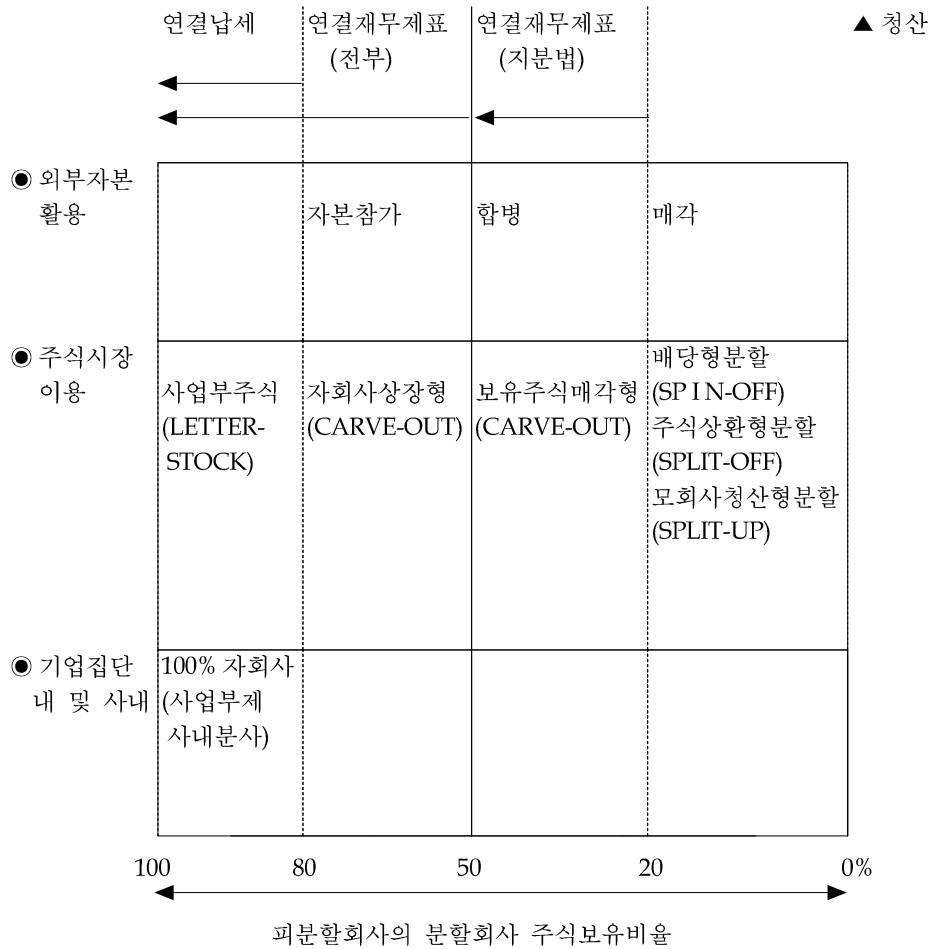 연결납세
연결재무제표
(전부)
연결재무제표
(지분법)
▲ 청산
◉ 외부자본
활용
자본참가
합병
매각
◉ 주식시장
이용
사업부주식
(LETTER-
STOCK)
자회사상장형
(CARVE-OUT)
보유주식매각형
(CARVE-OUT)
배당형분할
(SP I N-OFF)
주식상환형분할
(SPLIT-OFF)
모회사청산형분할
(SPLIT-UP)
◉ 기업집단
내 및 사내
100% 자회사
(사업부제
사내분사)
100 80 50 20 0%
피분할회사의 분할회사 주식보유비율